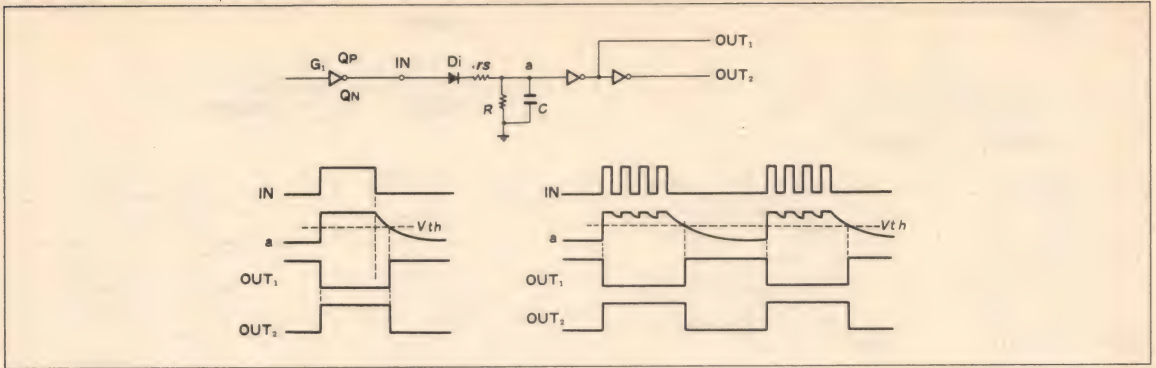 OUT₁
G₁ QP IN Di rs a
OUT₂
QN
R C
IN IN
Vth Vth
a a
OUT₁ OUT₁
OUT₂ OUT₂